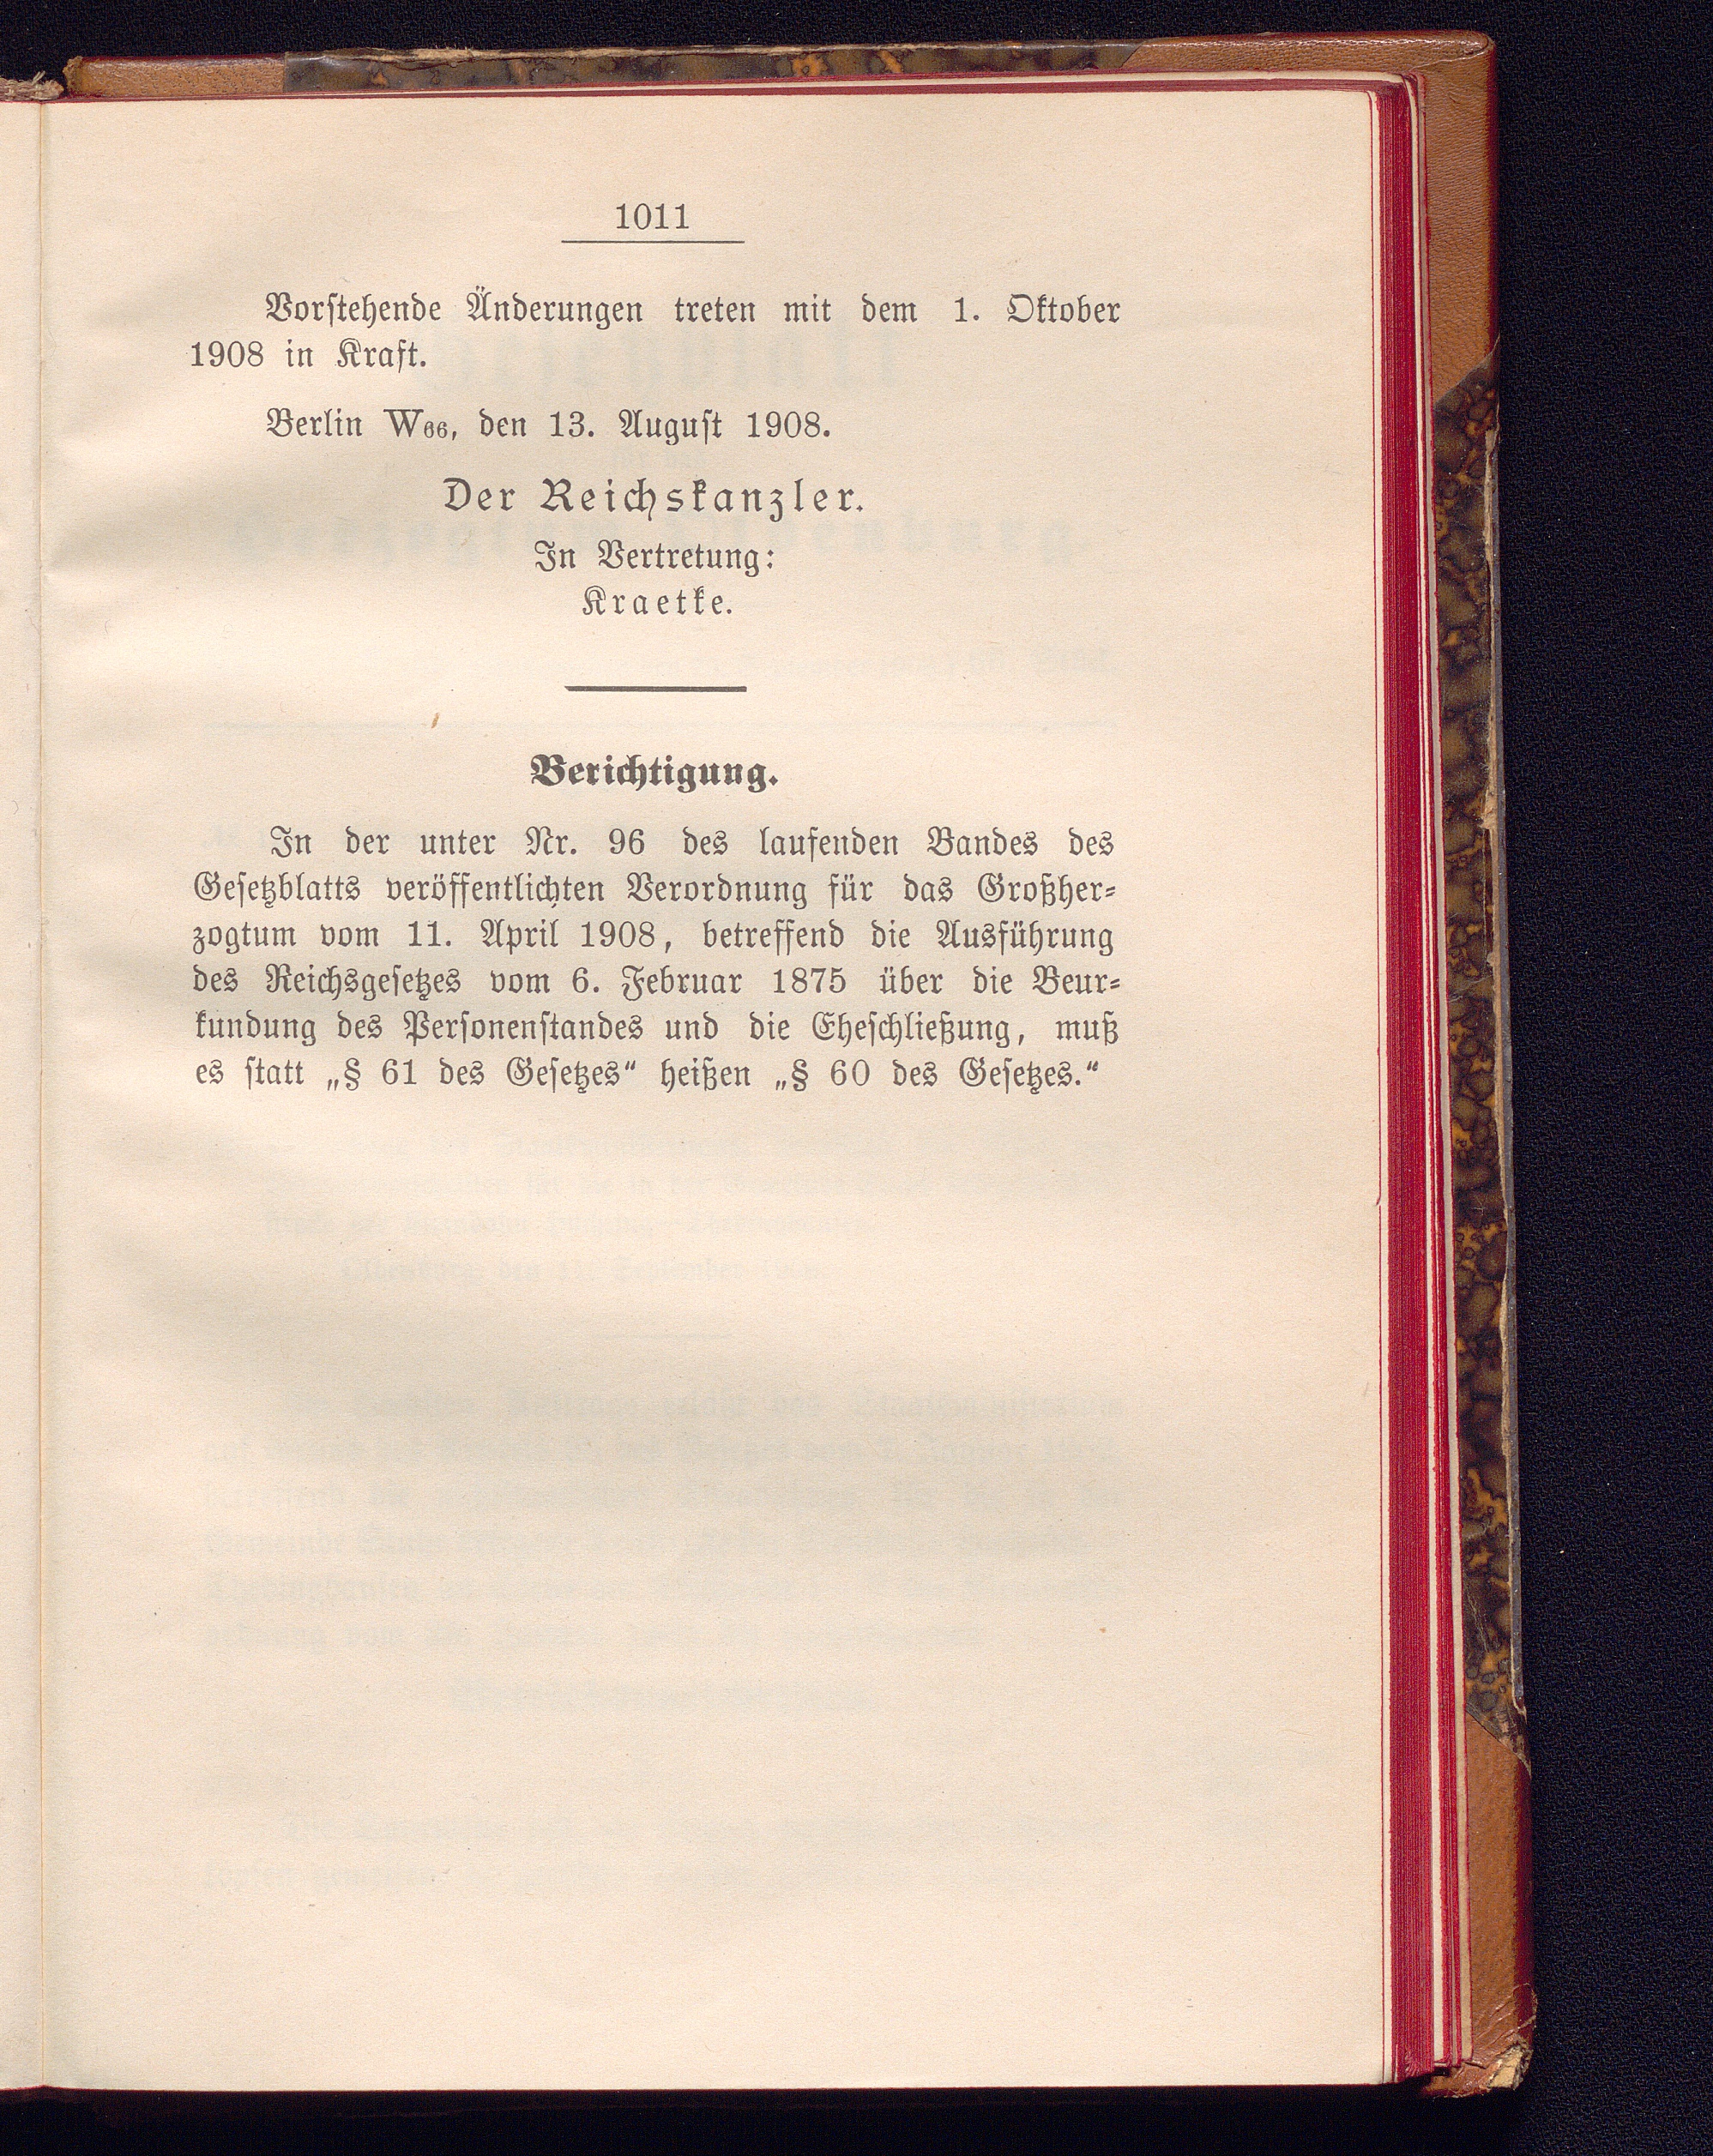 1011
Vorstehende Änderungen treten mit dem 1. Oktober
1908 in Kraft.
Berlin W66, den 13. August 1908.
Der Reichskanzler.
In Vertretung:
Kraetke.
Berichtigung.
In der unter Nr. 96 des laufenden Bandes des
Gesetzblatts veröffentlichten Verordnung für das Großher-
zogtum vom 11. April 1908, betreffend die Ausführung
des Reichsgesetzes vom 6. Februar 1875 über die Beur-
kundung des Personenstandes und die Eheschließung, muß
es statt „§ 61 des Gesetzes“ heißen „§ 60 des Gesetzes.“